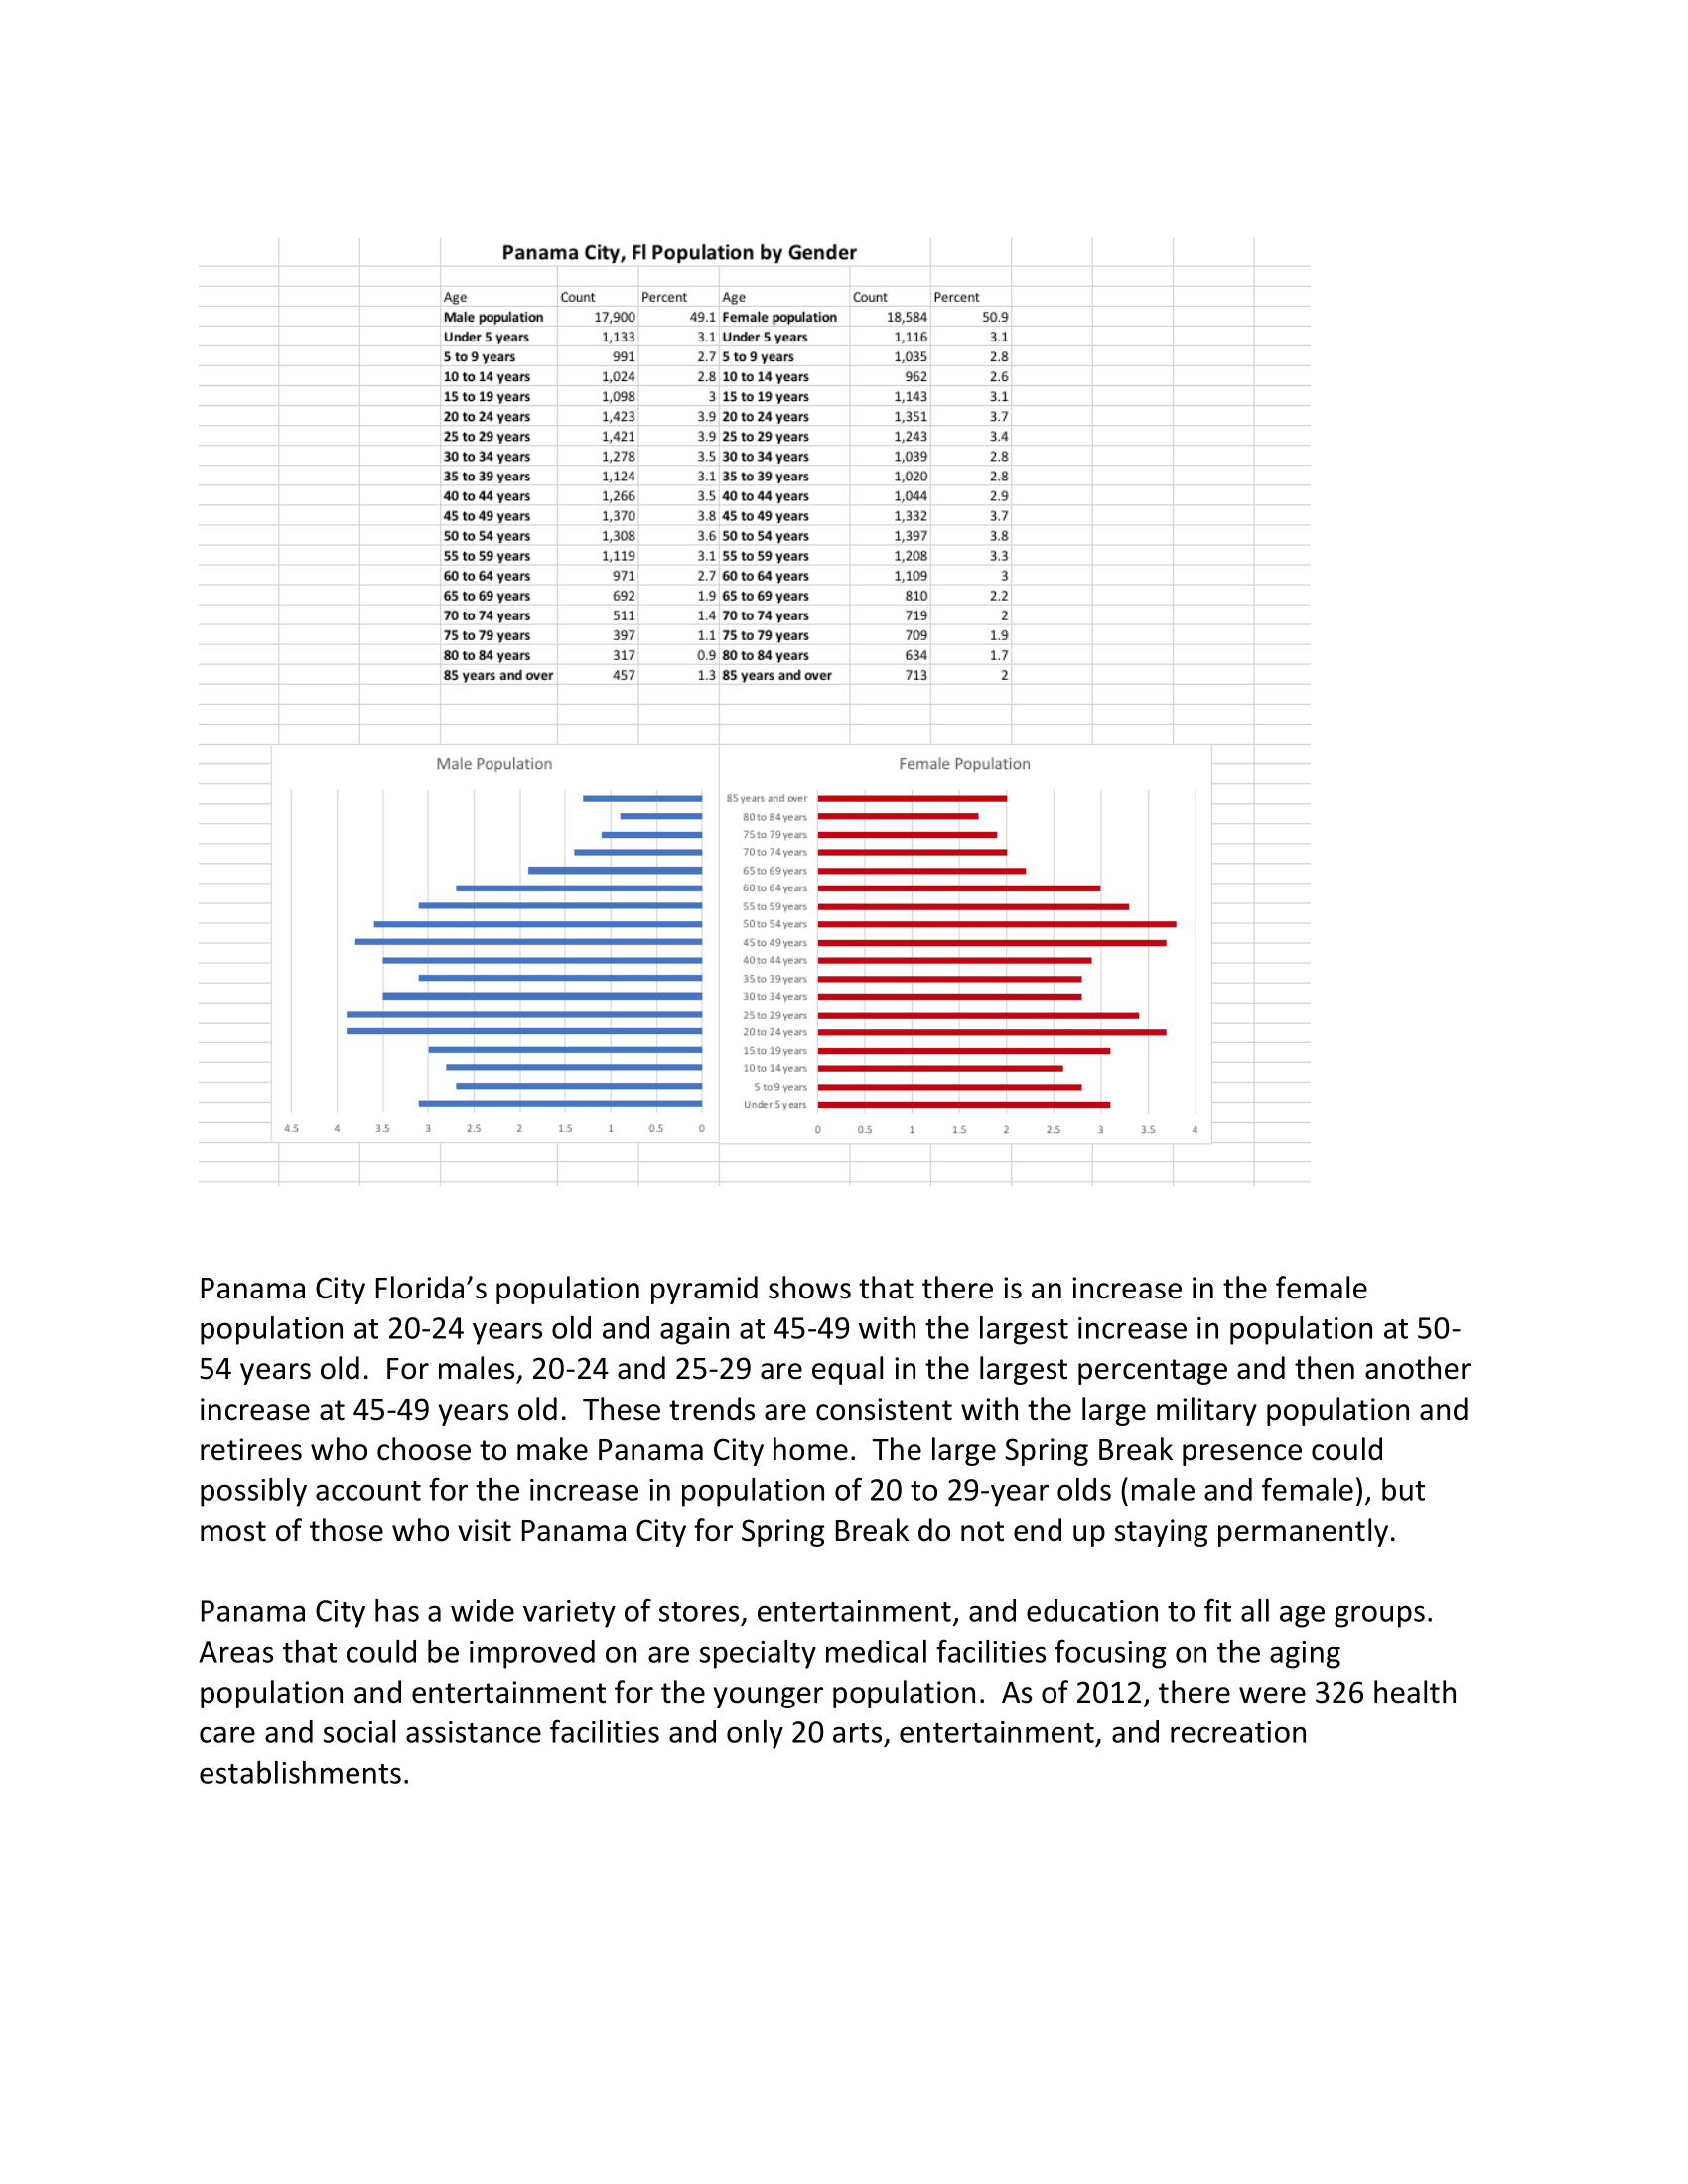 Panama City, Fl Population by Gender
Age Count Percent Age Count Percent
Male population 17,900 49.1 Female population 18,584 50.9
Under 5 years 1,133 3.1 Under 5 years 1,116 3.1
5 to 9 years 991 2.7 5 to 9 years 1,035 2.8
10 to 14 years 1,024 2.8 10 to 14 years 962 2.6
15 to 19 years 1,098 3 15 to 19 years 1,143 3.1
20 to 24 years 1,423 3.9 20 to 24 years 1,351 3.7
25 to 29 years 1,421 3.9 25 to 29 years 1,243 3.4
30 to 34 years 1,278 3.5 30 to 34 years 1,039 2.8
35 to 39 years 1,124 3.1 35 to 39 years 1,020 2.8
40 to 44 years 1,266 3.5 40 to 44 years 1,044 2.9
45 to 49 years 1,370 3.8 45 to 49 years 1,332 3.7
50 to 54 years 1,308 3.6 50 to 54 years 1,397 3.8
55 to 59 years 1,119 3.1 55 to 59 years 1,208 3.3
60 to 64 years 971 2.7 60 to 64 years 1,109 3
65 to 69 years 692 1.9 65 to 69 years 810 2.2
70 to 74 years 511 1.4 70 to 74 years 719 2
75 to 79 years 397 1.1 75 to 79 years 709 1.9
80 to 84 years 317 0.9 80 to 84 years 634 1.7
85 years and over 457 1.3 85 years and over 713 2
Male Population
4.5 4 3.5 3 2.5 2 1.5 1 0.5 0
Female Population
85 years and over
80 to 84 years
75 to 79 years
70 to 74 years
65 to 69 years
60 to 64 years
55 to 59 years
50 to 54 years
45 to 49 years
40 to 44 years
35 to 39 years
30 to 34 years
25 to 29 years
20 to 24 years
15 to 19 years
10 to 14 years
5 to 9 years
Under 5 years
0 0.5 1 1.5 2 2.5 3 3.5 4
Panama City Florida’s population pyramid shows that there is an increase in the female
population at 20-24 years old and again at 45-49 with the largest increase in population at 50-
54 years old.  For males, 20-24 and 25-29 are equal in the largest percentage and then another
increase at 45-49 years old.  These trends are consistent with the large military population and
retirees who choose to make Panama City home.  The large Spring Break presence could
possibly account for the increase in population of 20 to 29-year olds (male and female), but
most of those who visit Panama City for Spring Break do not end up staying permanently.
Panama City has a wide variety of stores, entertainment, and education to fit all age groups.
Areas that could be improved on are specialty medical facilities focusing on the aging
population and entertainment for the younger population.  As of 2012, there were 326 health
care and social assistance facilities and only 20 arts, entertainment, and recreation
establishments.